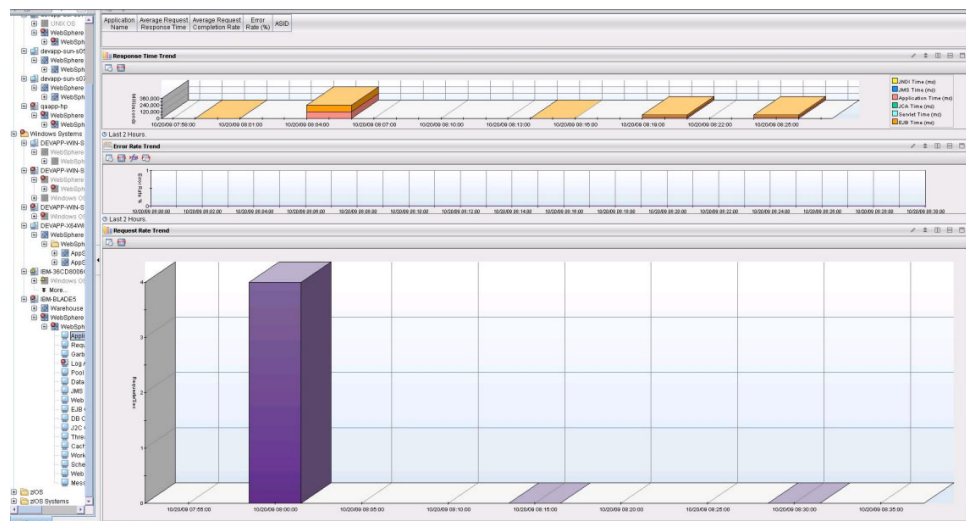 UNIX OS
WebSphere
WebSph
devapp-sun-s05
WebSphere
WebSph
devapp-sun-s07
WebSphere
WebSph
qaapp-hp
WebSphere
WebSph
Windows Systems
DEVAPP-WIN-S
WebSphere
WebSph
DEVAPP-WIN-S
WebSphere
WebSph
Windows OS
DEVAPP-WIN-S
Windows OS
DEVAPP-X64WI
WebSphere
WebSph
AppS
AppS
IBM-36CD8006
Windows OS
More...
IBM-BLADE5
Warehouse
WebSphere
WebSph
Appli
Requ
Garb
Log A
Pool
Data
JMS
Web
EJB
DB C
J2C
Thre
Cach
Work
Sche
Web
Mess
z/OS
z/OS Systems
Application Name
Average Request Response Time
Average Request Completion Rate
Error Rate (%)
ASID
Response Time Trend
360,000
240,000
120,000
0
10/20/09 07:58:00
10/20/09 08:01:00
10/20/09 08:04:00
10/20/09 08:07:00
10/20/09 08:10:00
10/20/09 08:13:00
10/20/09 08:16:00
10/20/09 08:19:00
10/20/09 08:22:00
10/20/09 08:25:00
JNDI Time (ms)
JMS Time (ms)
Application Time (ms)
JCA Time (ms)
Servlet Time (ms)
EJB Time (ms)
Last 2 Hours.
Error Rate Trend
Error Rate %
1
0
Last 2 Hours.
Request Rate Trend
4
3
2
1
0
10/20/09 07:55:00
10/20/09 08:00:00
10/20/09 08:05:00
10/20/09 08:10:00
10/20/09 08:15:00
10/20/09 08:20:00
10/20/09 08:25:00
10/20/09 08:30:00
10/20/09 08:35:00